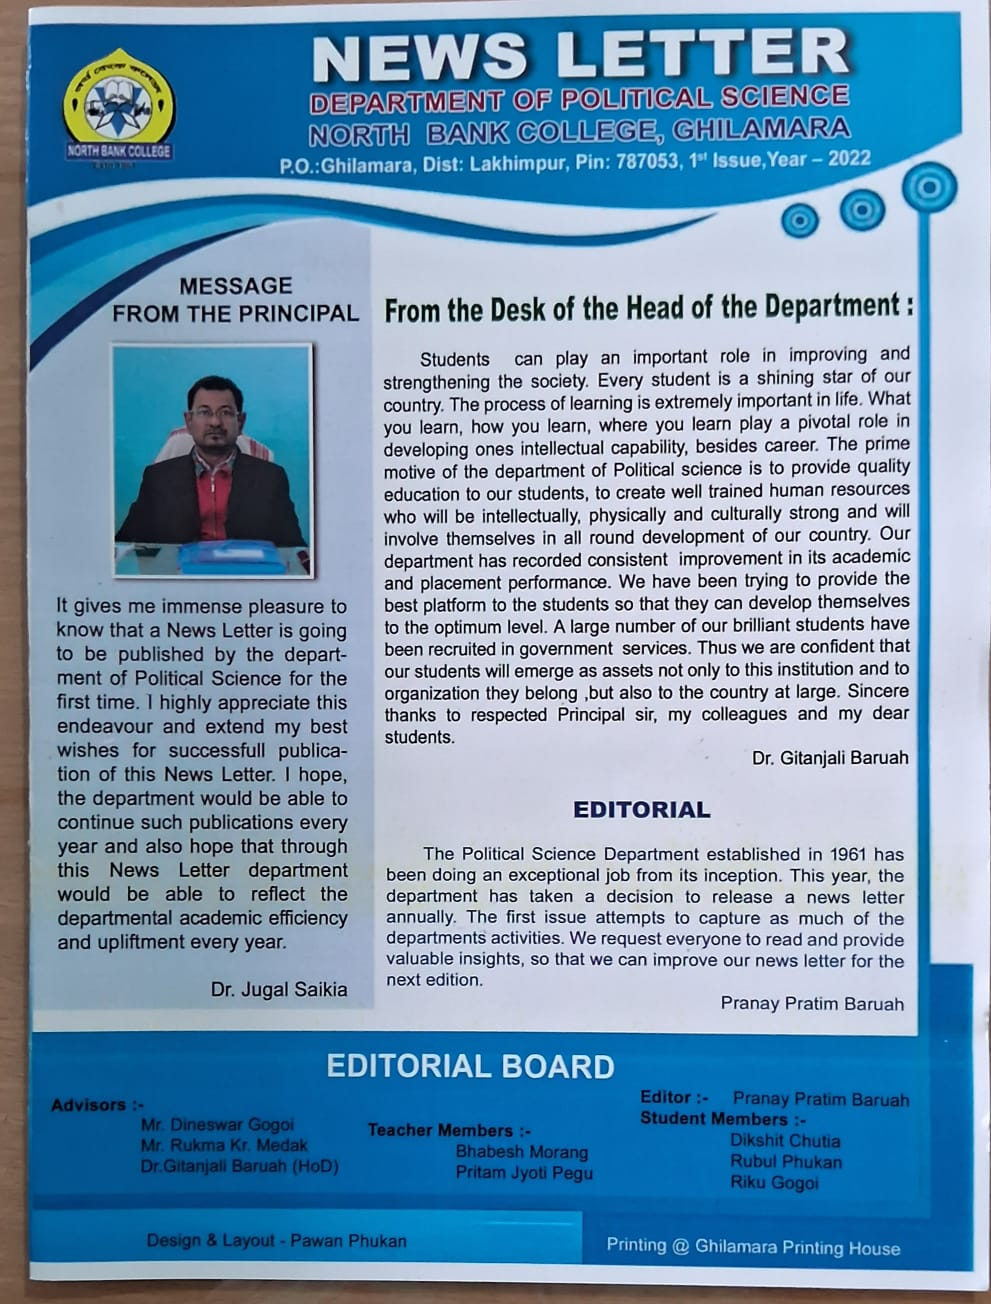 NEWS LETTER
DEPARTMENT OF POLITICAL SCIENCE
NORTH BANK COLLEGE, GHILAMARA
P.O.:Ghilamara, Dist: Lakhimpur, Pin: 787053, 1st Issue,Year – 2022
NORTH BANK COLLEGE
MESSAGE
FROM THE PRINCIPAL
It gives me immense pleasure to
know that a News Letter is going
to be published by the depart-
ment of Political Science for the
first time. I highly appreciate this
endeavour and extend my best
wishes for successfull publica-
tion of this News Letter. I hope,
the department would be able to
continue such publications every
year and also hope that through
this News Letter department
would be able to reflect the
departmental academic efficiency
and upliftment every year.
Dr. Jugal Saikia
From the Desk of the Head of the Department :
Students can play an important role in improving and
strengthening the society. Every student is a shining star of our
country. The process of learning is extremely important in life. What
you learn, how you learn, where you learn play a pivotal role in
developing ones intellectual capability, besides career. The prime
motive of the department of Political science is to provide quality
education to our students, to create well trained human resources
who will be intellectually, physically and culturally strong and will
involve themselves in all round development of our country. Our
department has recorded consistent improvement in its academic
and placement performance. We have been trying to provide the
best platform to the students so that they can develop themselves
to the optimum level. A large number of our brilliant students have
been recruited in government services. Thus we are confident that
our students will emerge as assets not only to this institution and to
organization they belong ,but also to the country at large. Sincere
thanks to respected Principal sir, my colleagues and my dear
students.
Dr. Gitanjali Baruah
EDITORIAL
The Political Science Department established in 1961 has
been doing an exceptional job from its inception. This year, the
department has taken a decision to release a news letter
annually. The first issue attempts to capture as much of the
departments activities. We request everyone to read and provide
valuable insights, so that we can improve our news letter for the
next edition.
Pranay Pratim Baruah
EDITORIAL BOARD
Advisors :-
Mr. Dineswar Gogoi
Mr. Rukma Kr. Medak
Dr.Gitanjali Baruah (HoD)
Teacher Members :-
Bhabesh Morang
Pritam Jyoti Pegu
Editor :- Pranay Pratim Baruah
Student Members :-
Dikshit Chutia
Rubul Phukan
Riku Gogoi
Design & Layout - Pawan Phukan
Printing @ Ghilamara Printing House